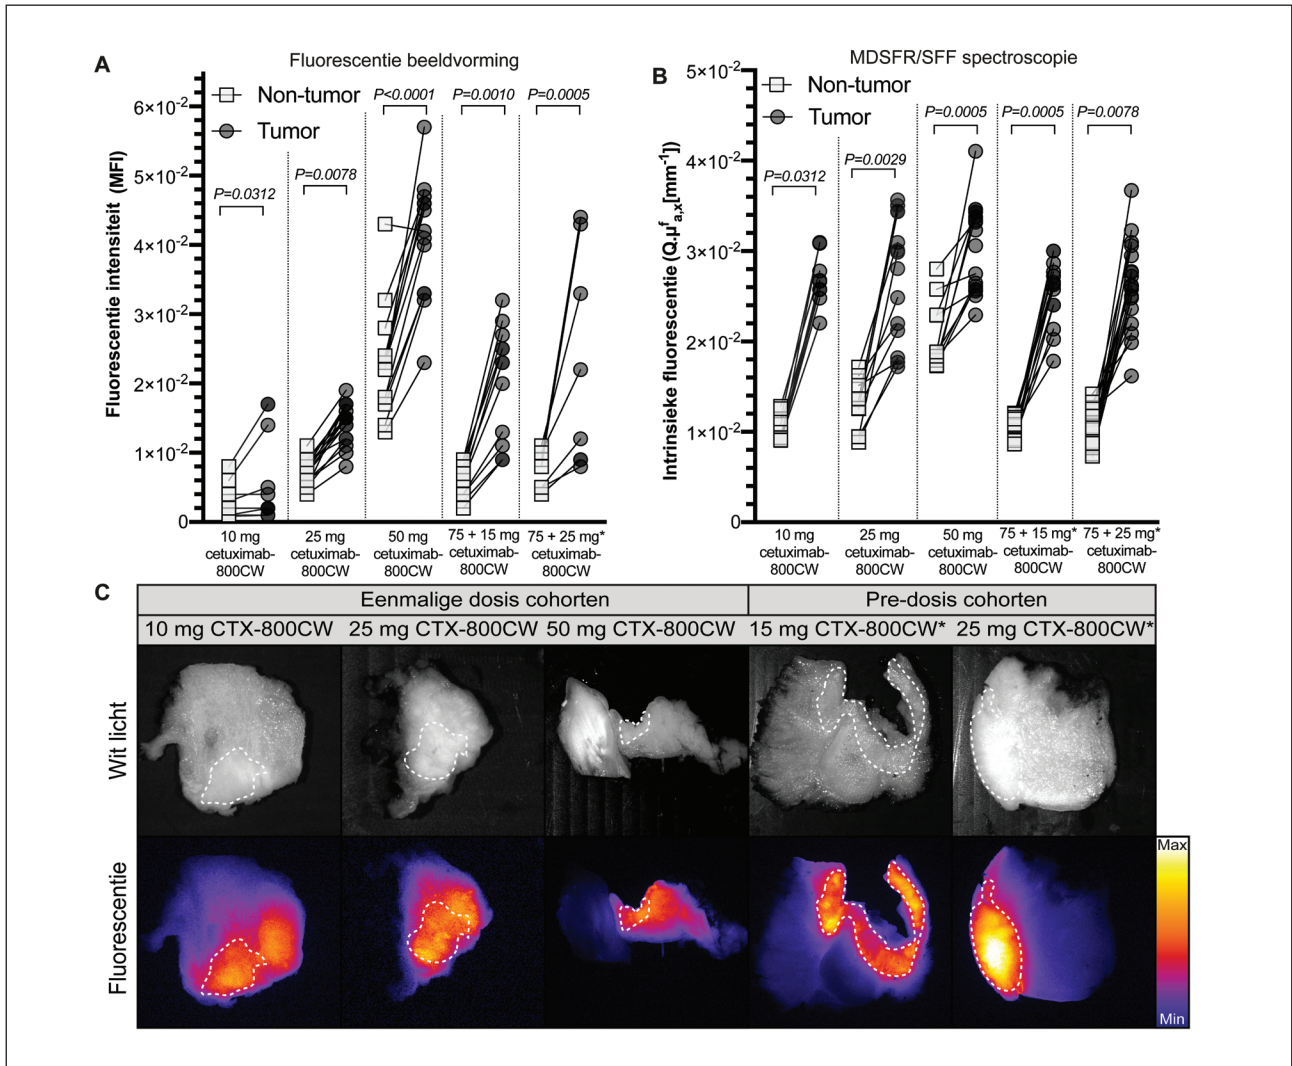 A
Fluorescentie beeldvorming
Non-tumor
Tumor
Fluorescentie intensiteit (MFI)
6×10-2
5×10-2
4×10-2
3×10-2
2×10-2
1×10-2
0
P=0.0312
P=0.0078
P<0.0001
P=0.0010
P=0.0005
10 mg
cetuximab-
800CW
25 mg
cetuximab-
800CW
50 mg
cetuximab-
800CW
75 + 15 mg
cetuximab-
800CW
75 + 25 mg*
cetuximab-
800CW
B
MDSFR/SFF spectroscopie
Non-tumor
Tumor
Intrinsieke fluorescentie (Q.μfa,x[mm-1])
5×10-2
4×10-2
3×10-2
2×10-2
1×10-2
0
P=0.0312
P=0.0029
P=0.0005
P=0.0005
P=0.0078
10 mg
cetuximab-
800CW
25 mg
cetuximab-
800CW
50 mg
cetuximab-
800CW
75 + 15 mg*
cetuximab-
800CW
75 + 25 mg*
cetuximab-
800CW
C
Eenmalige dosis cohorten
Pre-dosis cohorten
10 mg CTX-800CW
25 mg CTX-800CW
50 mg CTX-800CW
15 mg CTX-800CW*
25 mg CTX-800CW*
Wit licht
Fluorescentie
Max
Min